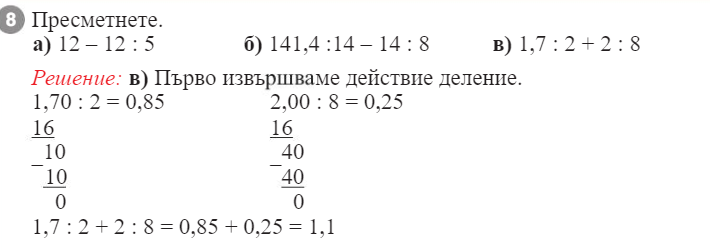 8 Пресметнете.
а) 12 – 12 : 5 б) 141,4 :14 – 14 : 8 в) 1,7 : 2 + 2 : 8
Решение: в) Първо извършваме действие деление.
1,70 : 2 = 0,85 2,00 : 8 = 0,25
16 16
10 40
– –
10 40
0 0
1,7 : 2 + 2 : 8 = 0,85 + 0,25 = 1,1